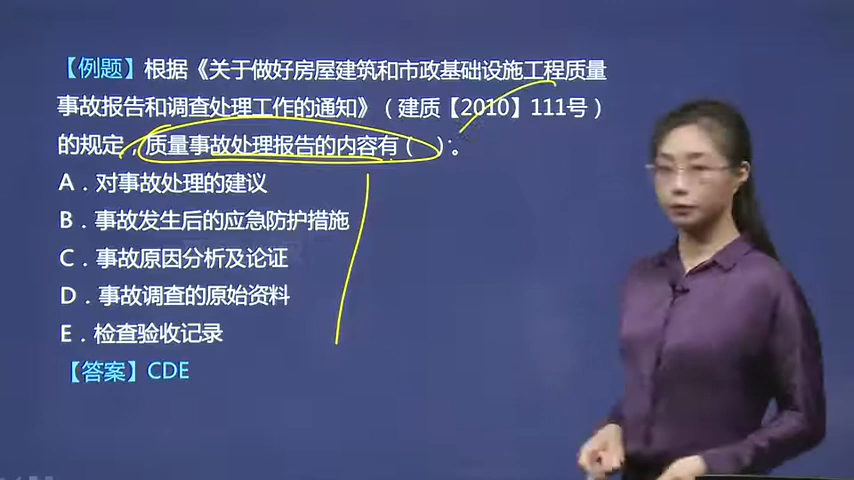 【例题】根据《关于做好房屋建筑和市政基础设施工程质量
事故报告和调查处理工作的通知》（建质【2010】111号）
的规定，质量事故处理报告的内容有（ ）。
A．对事故处理的建议
B．事故发生后的应急防护措施
C．事故原因分析及论证
D．事故调查的原始资料
E．检查验收记录
【答案】CDE